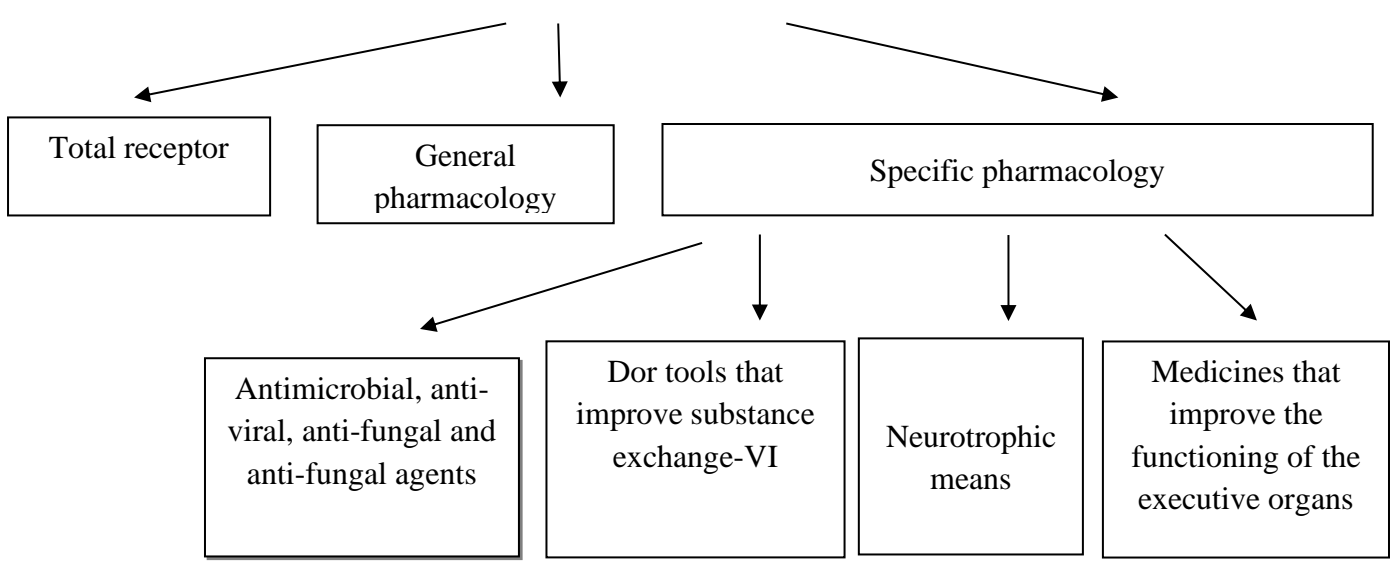 Total receptor
General
pharmacology
Specific pharmacology
Antimicrobial, anti-
viral, anti-fungal and
anti-fungal agents
Dor tools that
improve substance
exchange-VI
Neurotrophic
means
Medicines that
improve the
functioning of the
executive organs